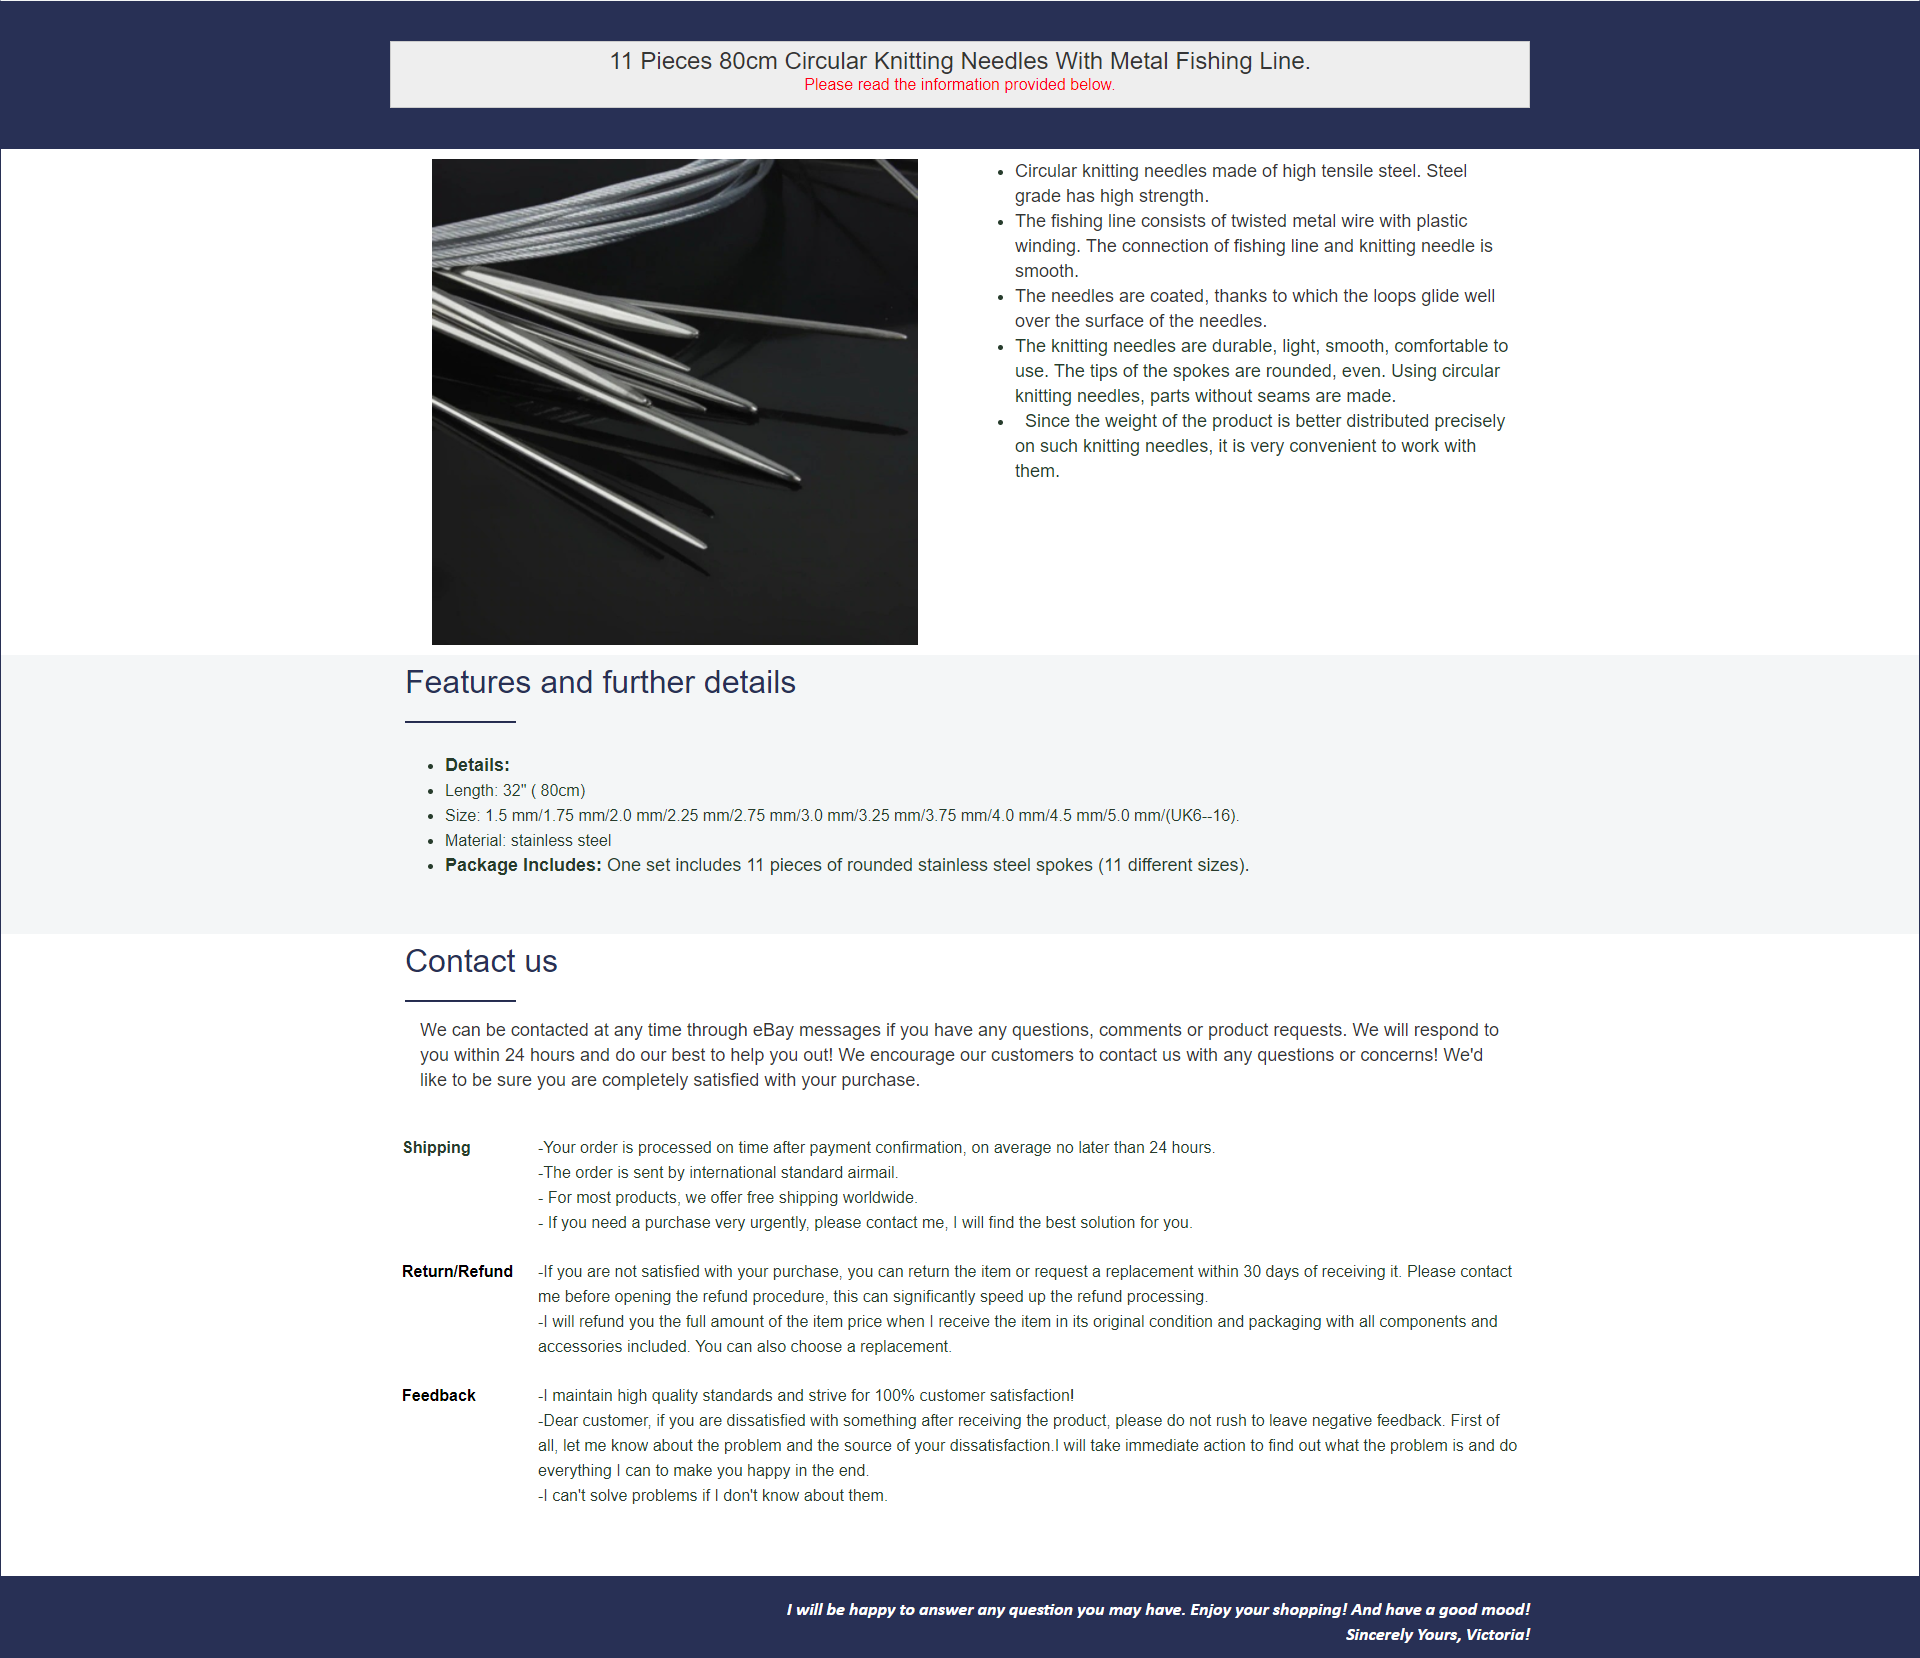 11 Pieces 80cm Circular Knitting Needles With Metal Fishing Line.
Please read the information provided below.
Circular knitting needles made of high tensile steel. Steel
grade has high strength.
The fishing line consists of twisted metal wire with plastic
winding. The connection of fishing line and knitting needle is
smooth.
The needles are coated, thanks to which the loops glide well
over the surface of the needles.
The knitting needles are durable, light, smooth, comfortable to
use. The tips of the spokes are rounded, even. Using circular
knitting needles, parts without seams are made.
Since the weight of the product is better distributed precisely
on such knitting needles, it is very convenient to work with
them.
Features and further details
Details:
Length: 32" ( 80cm)
Size: 1.5 mm/1.75 mm/2.0 mm/2.25 mm/2.75 mm/3.0 mm/3.25 mm/3.75 mm/4.0 mm/4.5 mm/5.0 mm/(UK6--16).
Material: stainless steel
Package Includes: One set includes 11 pieces of rounded stainless steel spokes (11 different sizes).
Contact us
We can be contacted at any time through eBay messages if you have any questions, comments or product requests. We will respond to
you within 24 hours and do our best to help you out! We encourage our customers to contact us with any questions or concerns! We'd
like to be sure you are completely satisfied with your purchase.
Shipping -Your order is processed on time after payment confirmation, on average no later than 24 hours.
-The order is sent by international standard airmail.
- For most products, we offer free shipping worldwide.
- If you need a purchase very urgently, please contact me, I will find the best solution for you.
Return/Refund -If you are not satisfied with your purchase, you can return the item or request a replacement within 30 days of receiving it. Please contact
me before opening the refund procedure, this can significantly speed up the refund processing.
-I will refund you the full amount of the item price when I receive the item in its original condition and packaging with all components and
accessories included. You can also choose a replacement.
Feedback -I maintain high quality standards and strive for 100% customer satisfaction!
-Dear customer, if you are dissatisfied with something after receiving the product, please do not rush to leave negative feedback. First of
all, let me know about the problem and the source of your dissatisfaction.I will take immediate action to find out what the problem is and do
everything I can to make you happy in the end.
-I can't solve problems if I don't know about them.
I will be happy to answer any question you may have. Enjoy your shopping! And have a good mood!
Sincerely Yours, Victoria!